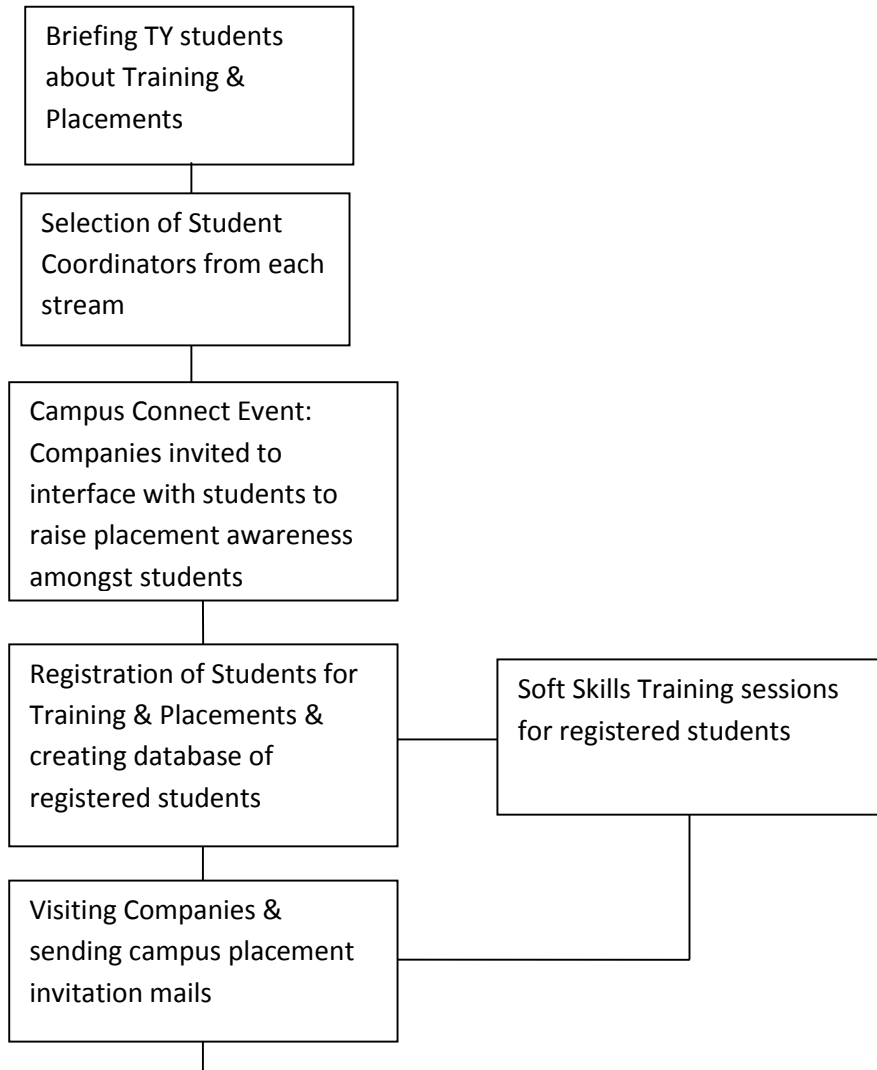 Briefing TY students
about Training &
Placements
Selection of Student
Coordinators from each
stream
Campus Connect Event:
Companies invited to
interface with students to
raise placement awareness
amongst students
Registration of Students for
Training & Placements &
creating database of
registered students
Soft Skills Training sessions
for registered students
Visiting Companies &
sending campus placement
invitation mails